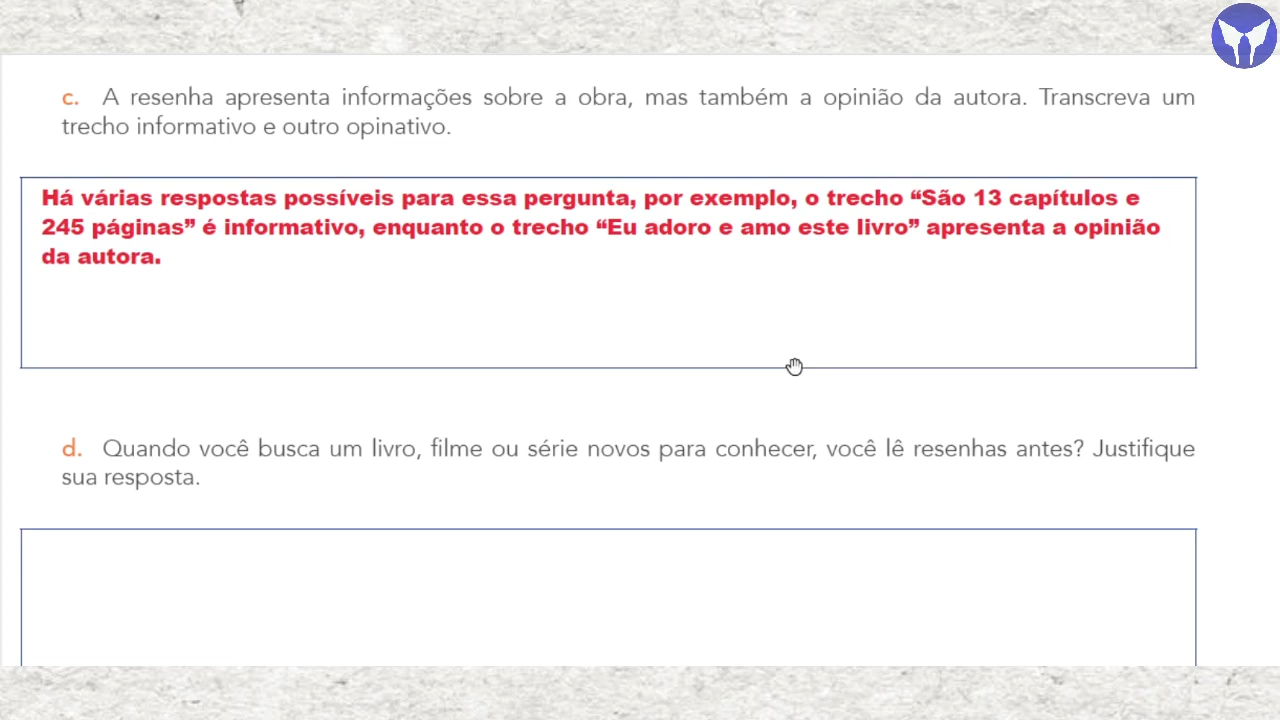 c. A resenha apresenta informações sobre a obra, mas também a opinião da autora. Transcreva um
trecho informativo e outro opinativo.
Há várias respostas possíveis para essa pergunta, por exemplo, o trecho “São 13 capítulos e
245 páginas” é informativo, enquanto o trecho “Eu adoro e amo este livro” apresenta a opinião
da autora.
d. Quando você busca um livro, filme ou série novos para conhecer, você lê resenhas antes? Justifique
sua resposta.